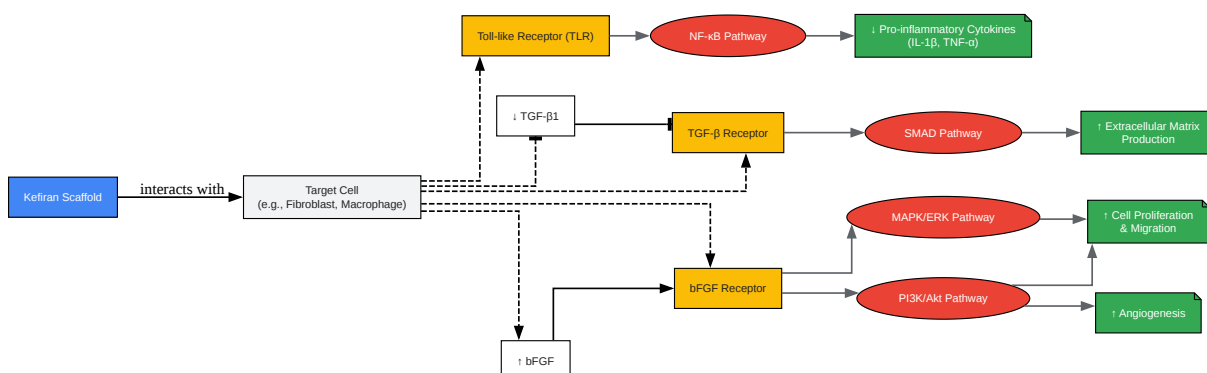 Toll-like Receptor (TLR)
NF-κB Pathway
↓ Pro-inflammatory Cytokines
(IL-1β, TNF-α)
↓ TGF-β1
TGF-β Receptor
SMAD Pathway
↑ Extracellular Matrix
Production
Kefiran Scaffold
interacts with
Target Cell
(e.g., Fibroblast, Macrophage)
MAPK/ERK Pathway
↑ Cell Proliferation
& Migration
bFGF Receptor
PI3K/Akt Pathway
↑ Angiogenesis
↑ bFGF